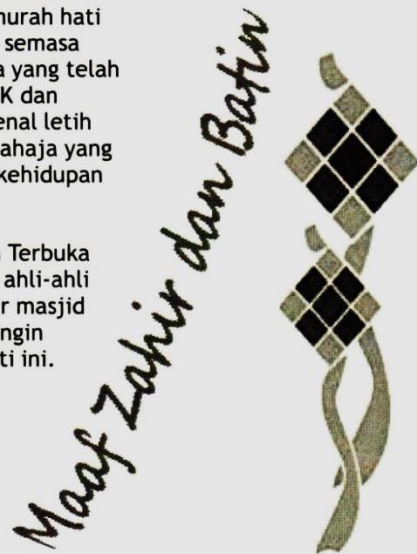 murah hati
semasa
a yang telah
K dan
enal letih
ahaja yang
kehidupan
Terbuka
ahli-ahli
r masjid
ngin
ti ini.
Maaf Zahir dan Batin